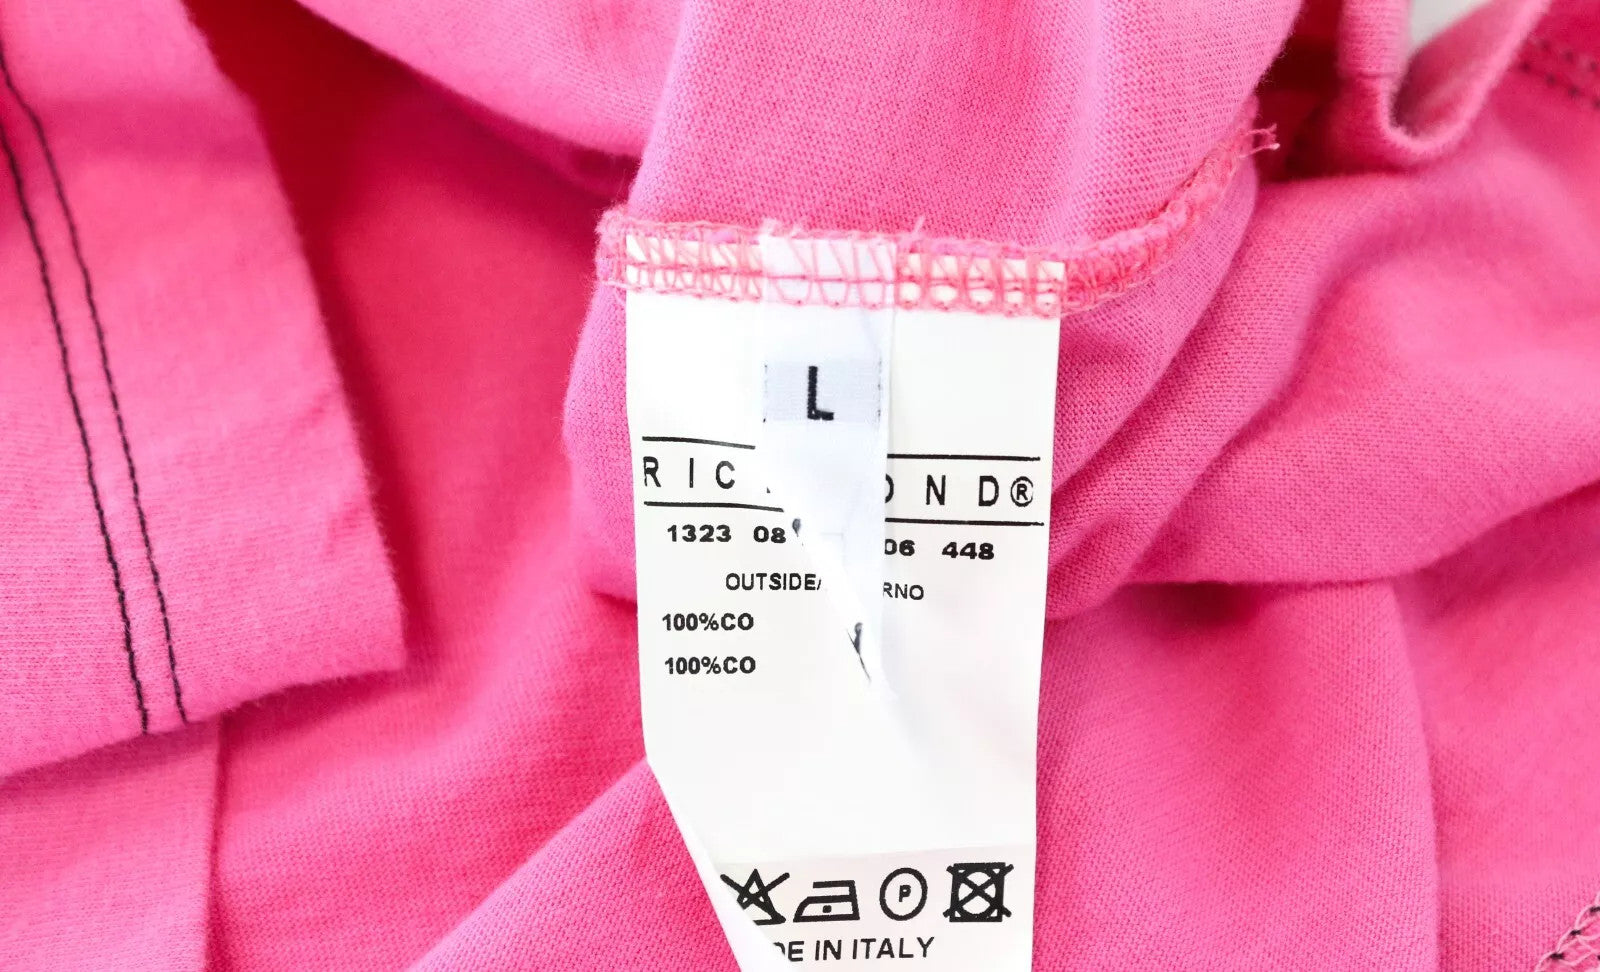 L
RIC OND®
1323 08 06 448
OUTSIDE/ RNO
100%CO
100%CO
P
DE IN ITALY